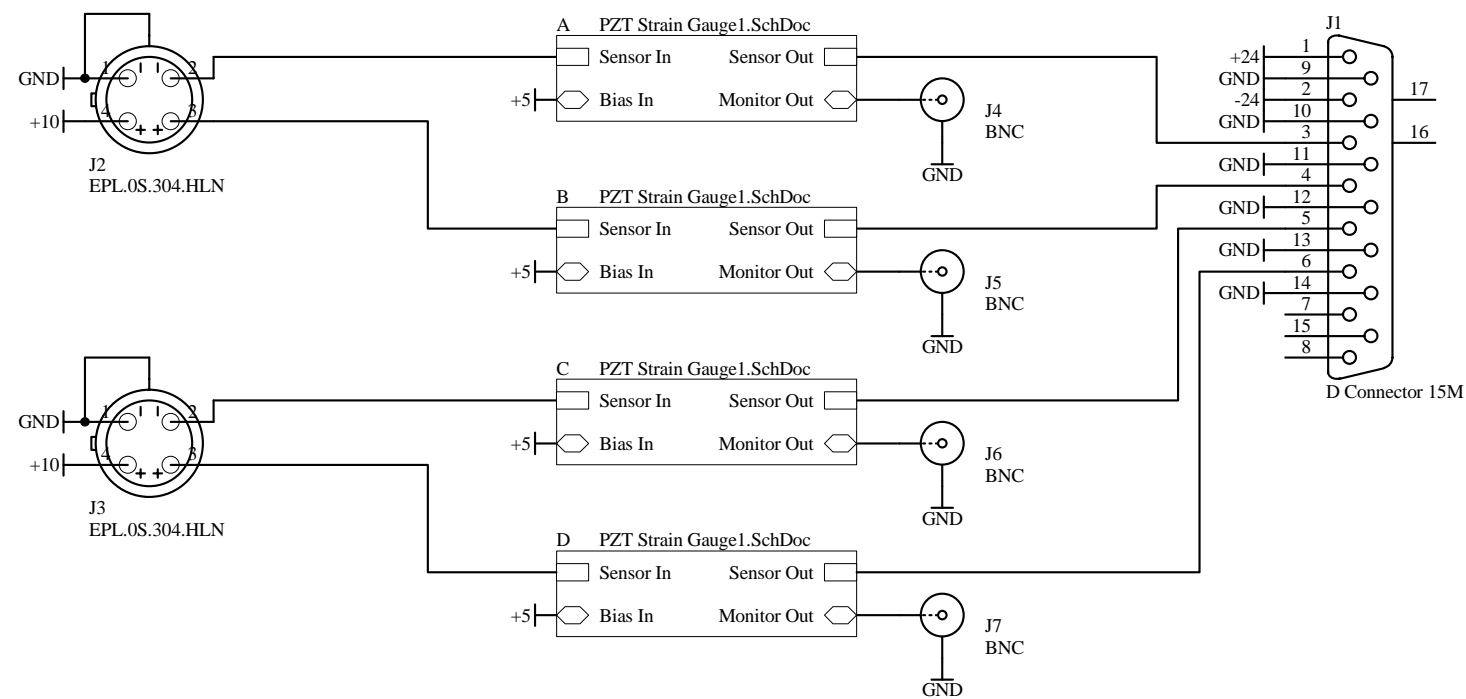 A PZT Strain Gauge1.SchDoc
Sensor In Sensor Out
+5 Bias In Monitor Out
J4
BNC
GND
GND 1 2
+10 4 3
J2
EPL.0S.304.HLN
B PZT Strain Gauge1.SchDoc
Sensor In Sensor Out
+5 Bias In Monitor Out
J5
BNC
GND
C PZT Strain Gauge1.SchDoc
Sensor In Sensor Out
+5 Bias In Monitor Out
J6
BNC
GND
GND 1 2
+10 4 3
J3
EPL.0S.304.HLN
D PZT Strain Gauge1.SchDoc
Sensor In Sensor Out
+5 Bias In Monitor Out
J7
BNC
GND
J1
+24 1
GND 9
-24 2
GND 10
3
GND 11
4
GND 12
5
GND 13
6
GND 14
7
15
8
17
16
D Connector 15M